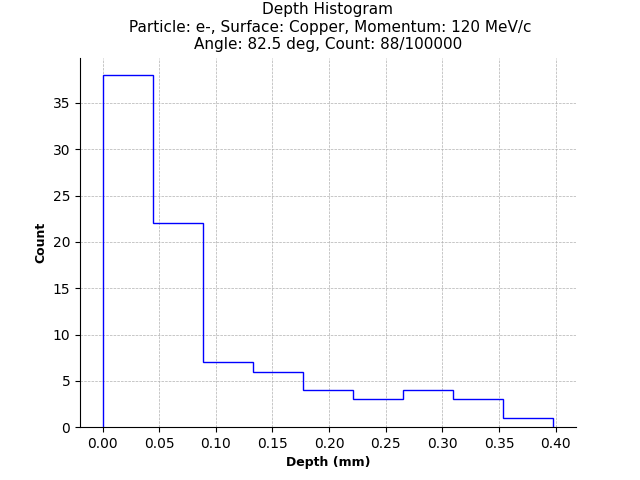 Depth Histogram
Particle: e-, Surface: Copper, Momentum: 120 MeV/c
Angle: 82.5 deg, Count: 88/100000
35
30
25
20
15
10
5
0
Count
0.00 0.05 0.10 0.15 0.20 0.25 0.30 0.35 0.40
Depth (mm)